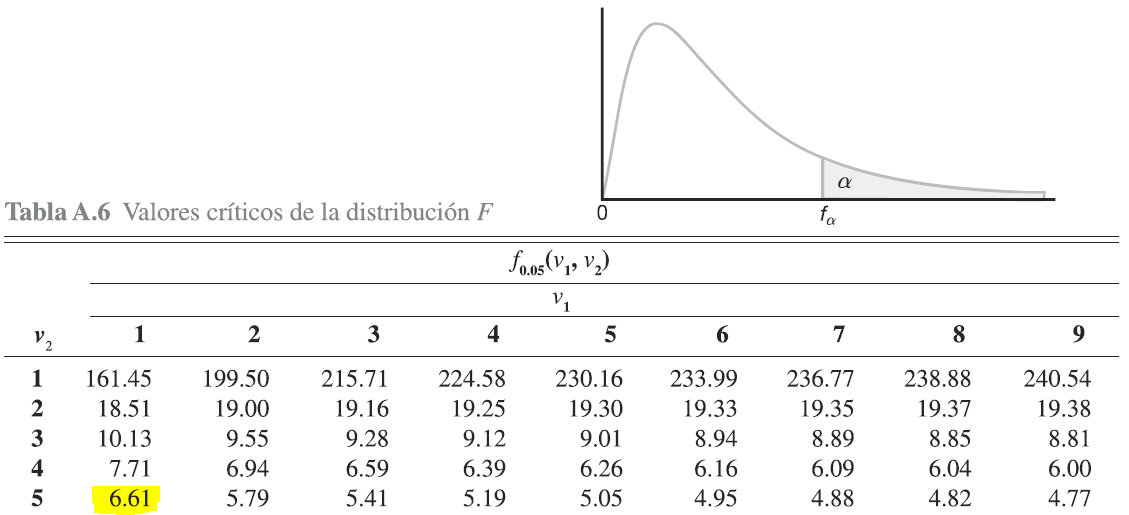 α
0
fα
Tabla A.6 Valores críticos de la distribución F
f0.05(v1, v2)
v1
v2 1 2 3 4 5 6 7 8 9
1 161.45 199.50 215.71 224.58 230.16 233.99 236.77 238.88 240.54
2 18.51 19.00 19.16 19.25 19.30 19.33 19.35 19.37 19.38
3 10.13 9.55 9.28 9.12 9.01 8.94 8.89 8.85 8.81
4 7.71 6.94 6.59 6.39 6.26 6.16 6.09 6.04 6.00
5 6.61 5.79 5.41 5.19 5.05 4.95 4.88 4.82 4.77